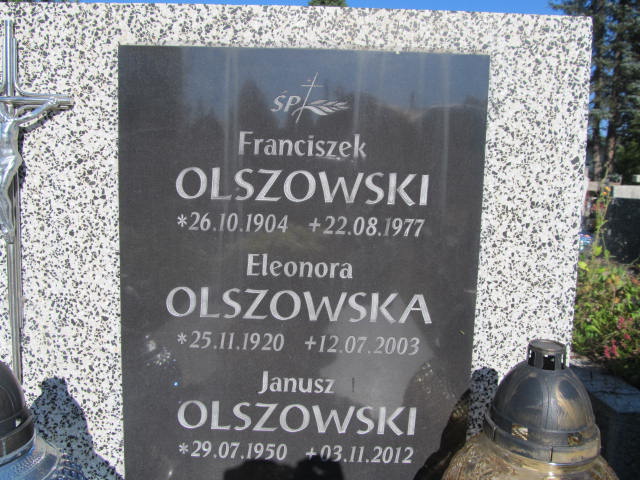 ŚP
Franciszek
OLSZOWSKI
*26.10.1904 +22.08.1977
Eleonora
OLSZOWSKA
*25.11.1920 +12.07.2003
Janusz
OLSZOWSKI
*29.07.1950 +03.11.2012